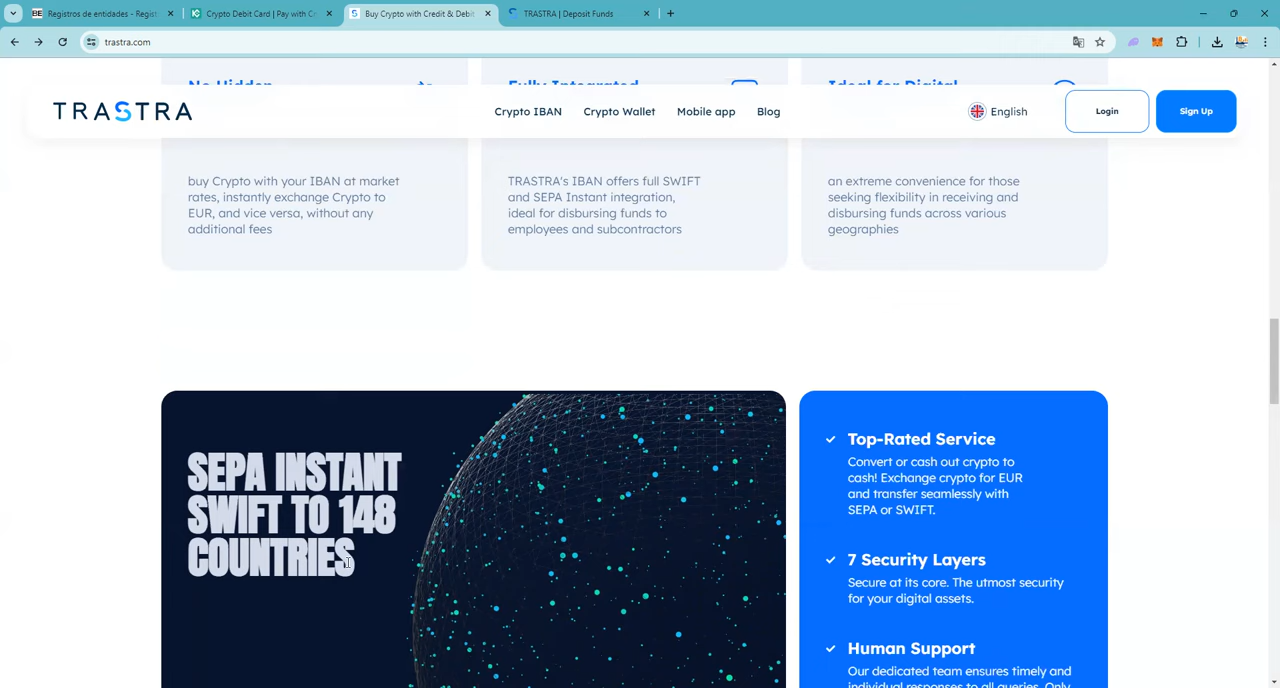 Registros de entidades - Regist
Crypto Debit Card | Pay with C
Buy Crypto with Credit & Debit
TRASTRA | Deposit Funds
trastra.com
No Hidden
Fully Integrated
Ideal for Digital
TRASTRA
Crypto IBAN
Crypto Wallet
Mobile app
Blog
English
Login
Sign Up
buy Crypto with your IBAN at market
rates, instantly exchange Crypto to
EUR, and vice versa, without any
additional fees
TRASTRA's IBAN offers full SWIFT
and SEPA Instant integration,
ideal for disbursing funds to
employees and subcontractors
an extreme convenience for those
seeking flexibility in receiving and
disbursing funds across various
geographies
SEPA INSTANT
SWIFT TO 148
COUNTRIES
Top-Rated Service
Convert or cash out crypto to
cash! Exchange crypto for EUR
and transfer seamlessly with
SEPA or SWIFT.
7 Security Layers
Secure at its core. The utmost security
for your digital assets.
Human Support
Our dedicated team ensures timely and
individual responses to all queries. Only